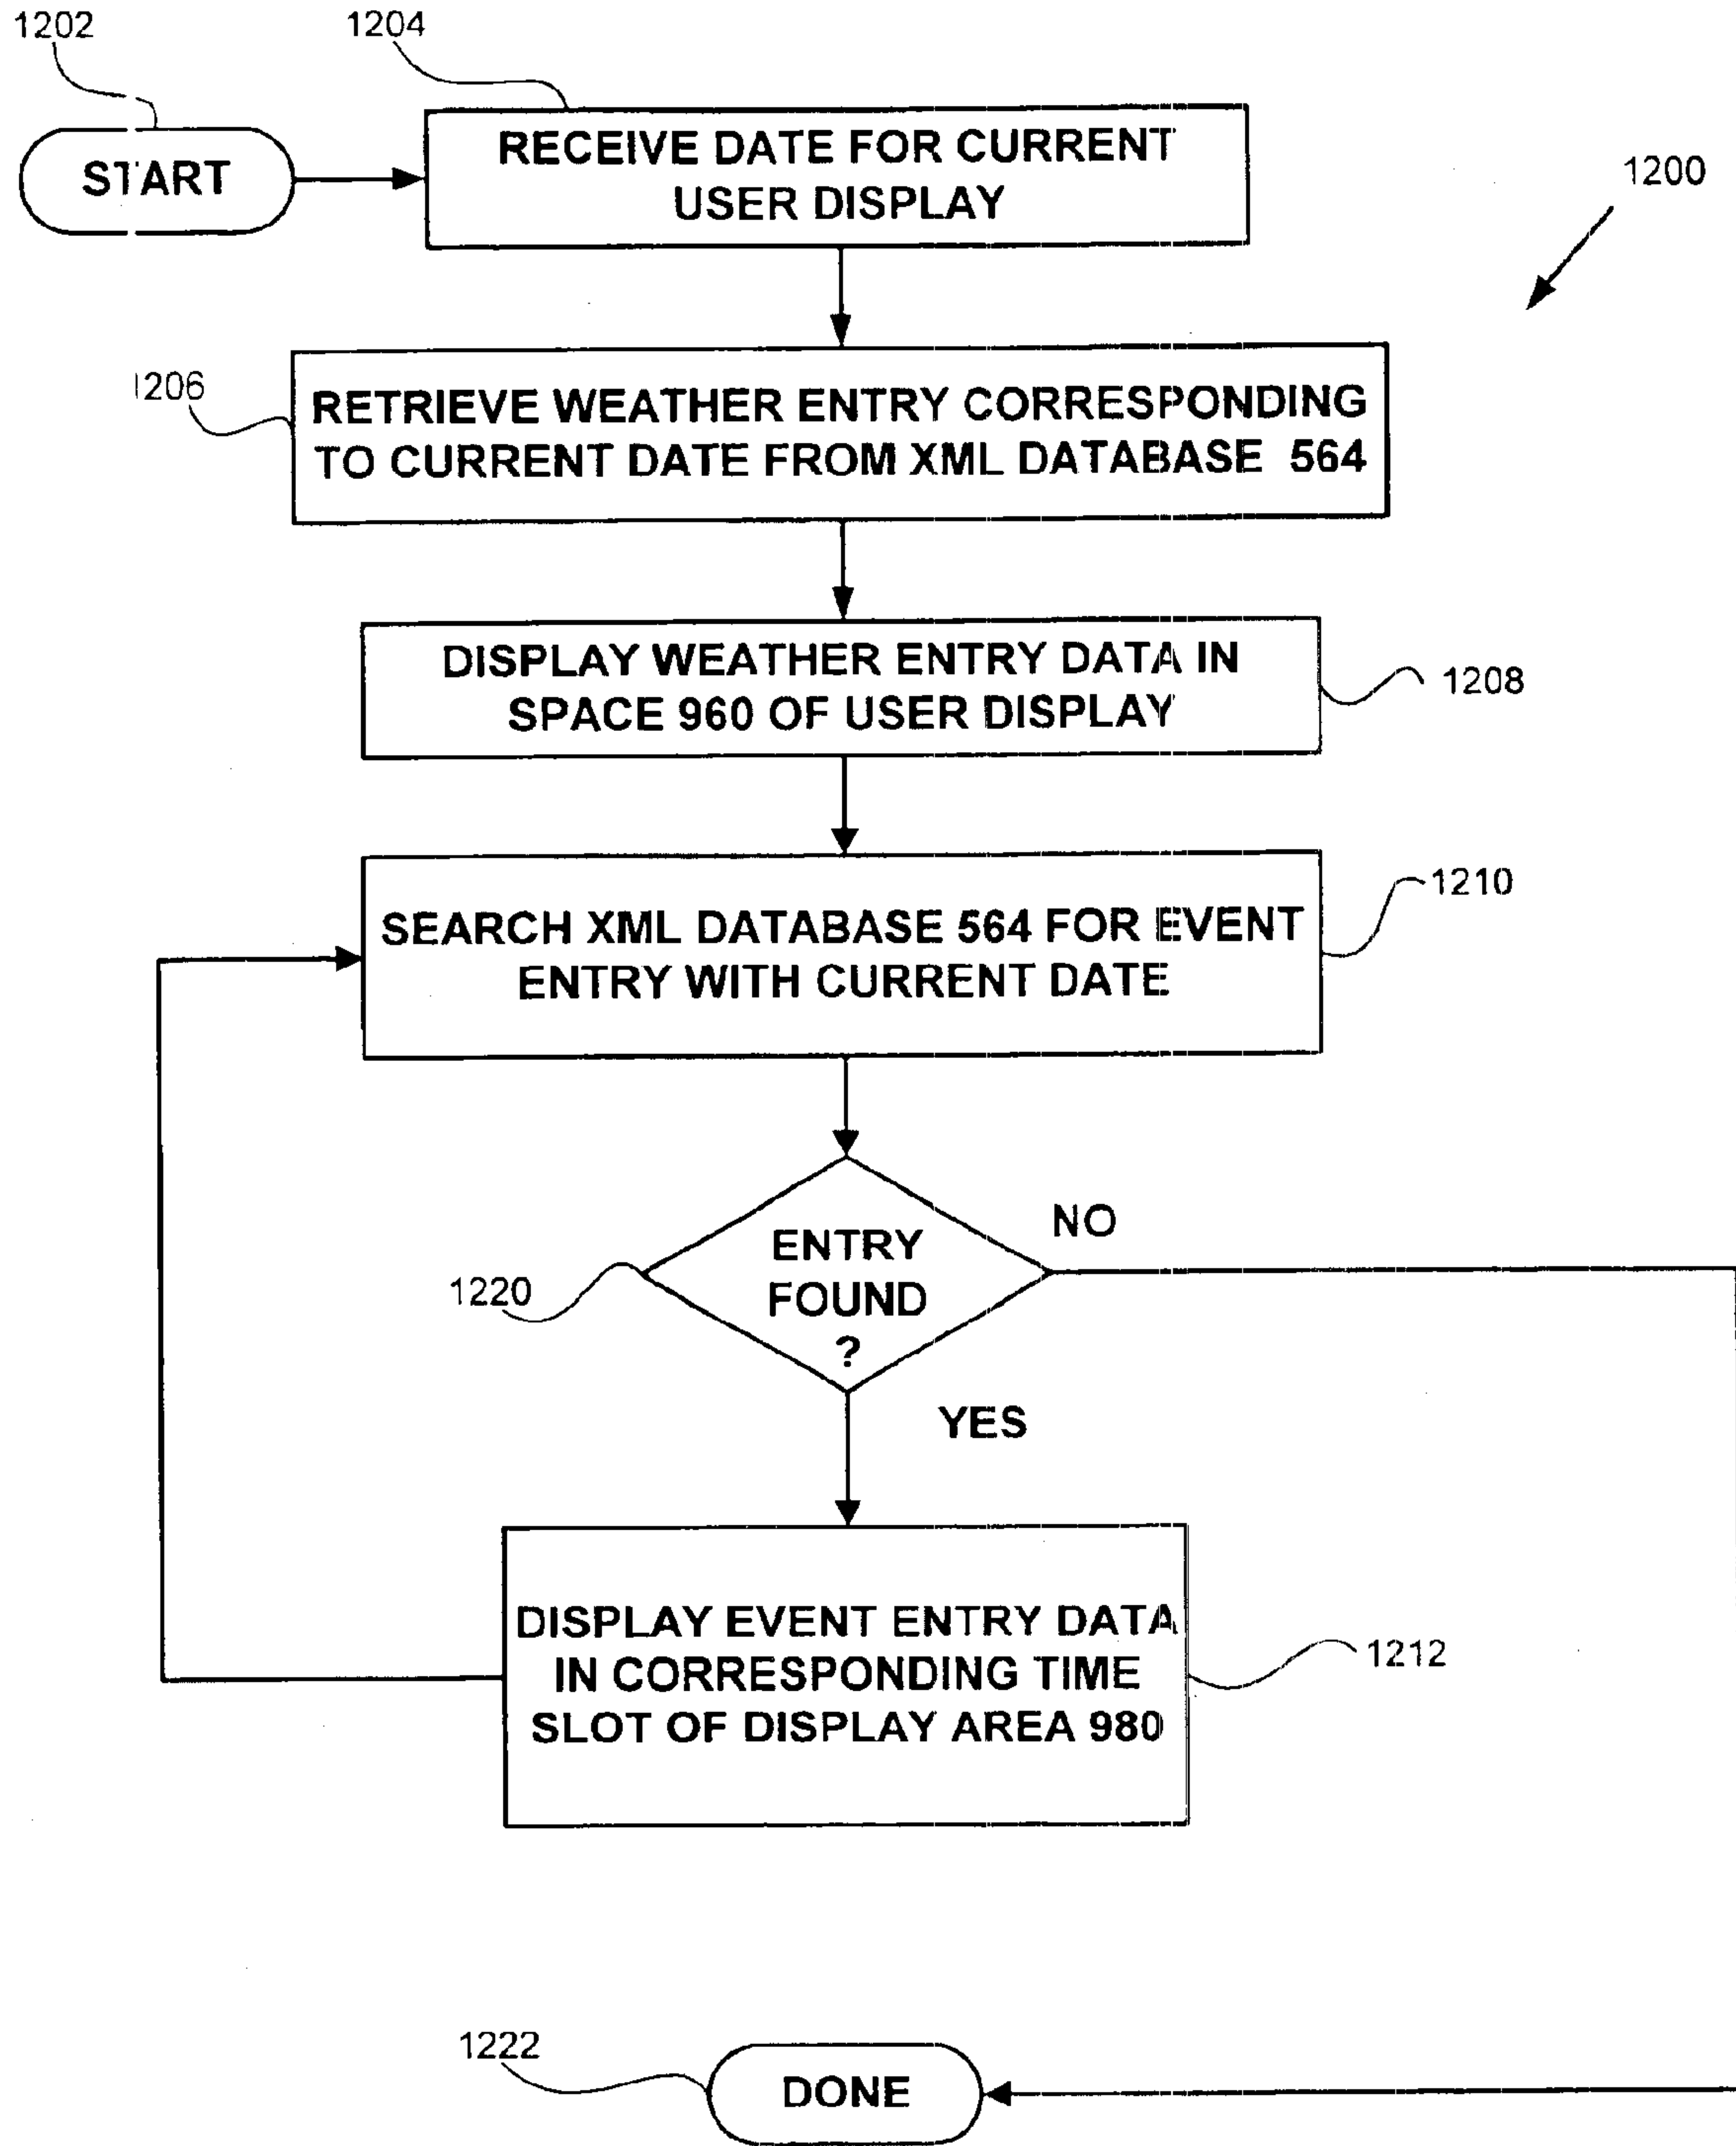 1202
1204
START
RECEIVE DATE FOR CURRENT
USER DISPLAY
1200
1206
RETRIEVE WEATHER ENTRY CORRESPONDING
TO CURRENT DATE FROM XML DATABASE 564
DISPLAY WEATHER ENTRY DATA IN
SPACE 960 OF USER DISPLAY
1208
1210
SEARCH XML DATABASE 564 FOR EVENT
ENTRY WITH CURRENT DATE
NO
ENTRY
FOUND
?
1220
YES
DISPLAY EVENT ENTRY DATA
IN CORRESPONDING TIME
SLOT OF DISPLAY AREA 980
1212
1222
DONE